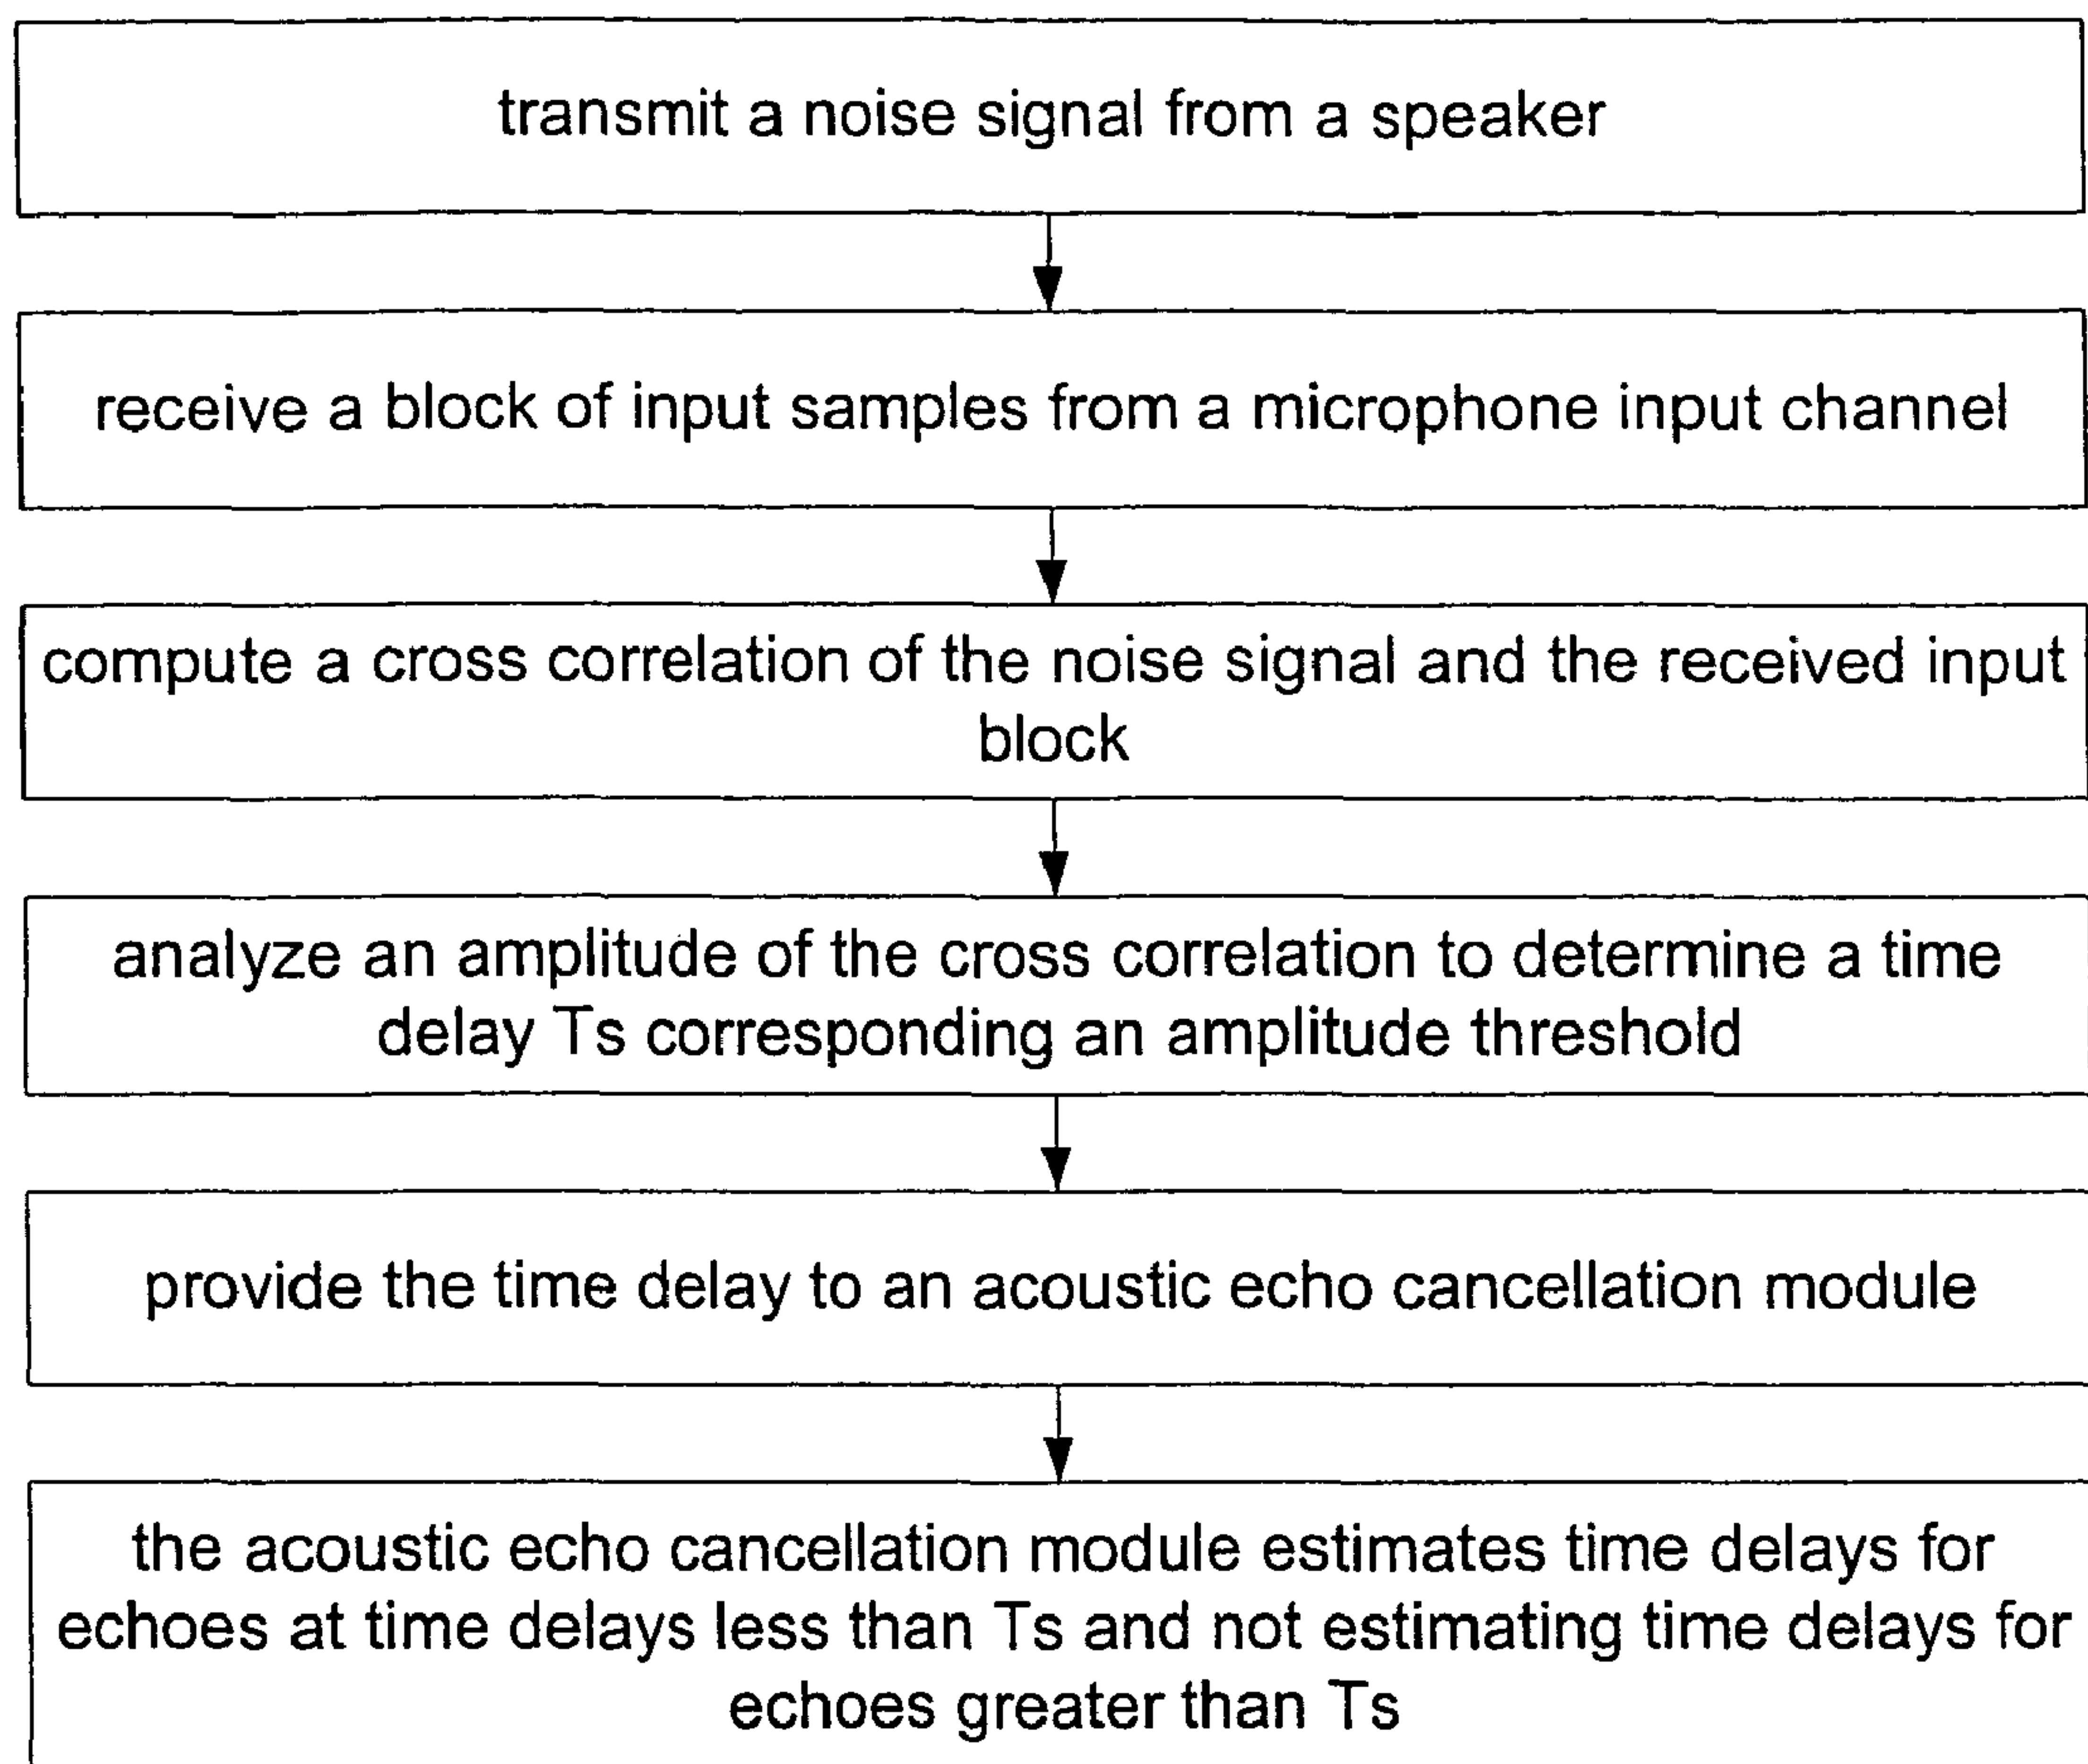 transmit a noise signal from a speaker
receive a block of input samples from a microphone input channel
compute a cross correlation of the noise signal and the received input
block
analyze an amplitude of the cross correlation to determine a time
delay Ts corresponding an amplitude threshold
provide the time delay to an acoustic echo cancellation module
the acoustic echo cancellation module estimates time delays for
echoes at time delays less than Ts and not estimating time delays for
echoes greater than Ts